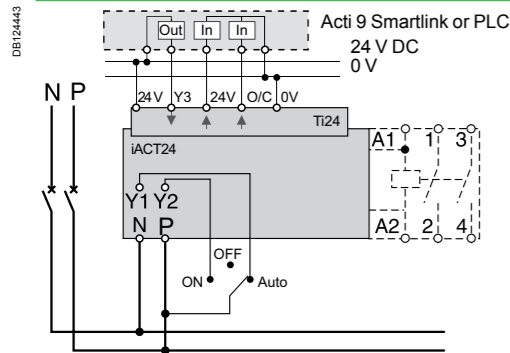 DB124443
Out In In
Acti 9 Smartlink or PLC
24 V DC
0 V
N P
24V Y3 24V O/C 0V
Ti24
iACT24
A1 1 3
Y1 Y2
N P
A2 2 4
OFF
ON Auto